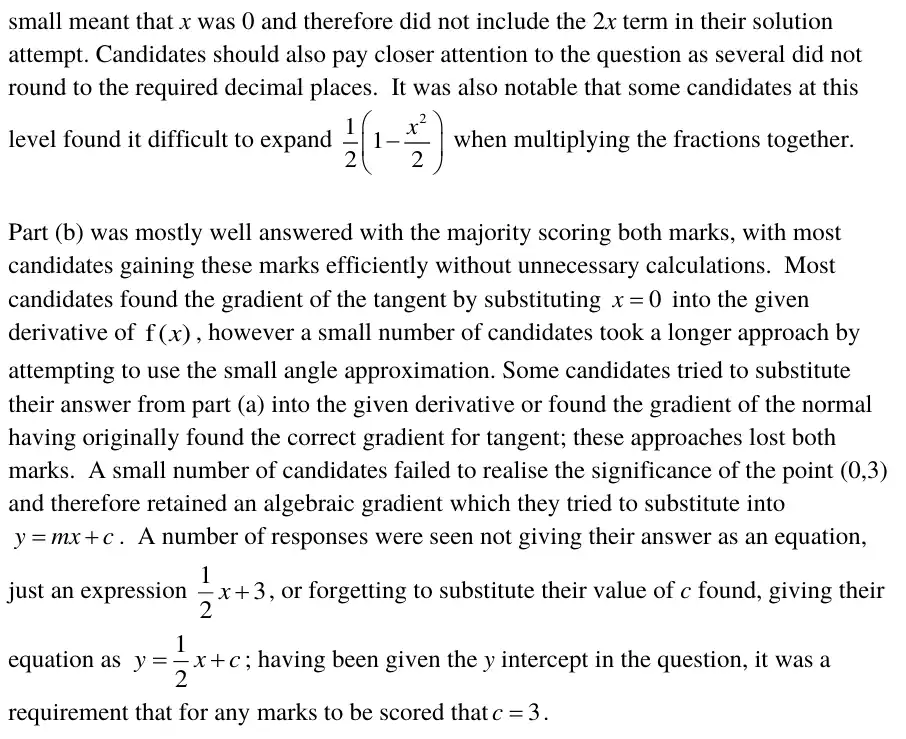 small meant that x was 0 and therefore did not include the 2x term in their solution
attempt. Candidates should also pay closer attention to the question as several did not
round to the required decimal places.  It was also notable that some candidates at this
level found it difficult to expand 1/2(1−x²/2) when multiplying the fractions together.
Part (b) was mostly well answered with the majority scoring both marks, with most
candidates gaining these marks efficiently without unnecessary calculations.  Most
candidates found the gradient of the tangent by substituting x = 0 into the given
derivative of f(x), however a small number of candidates took a longer approach by
attempting to use the small angle approximation. Some candidates tried to substitute
their answer from part (a) into the given derivative or found the gradient of the normal
having originally found the correct gradient for tangent; these approaches lost both
marks.  A small number of candidates failed to realise the significance of the point (0,3)
and therefore retained an algebraic gradient which they tried to substitute into
y = mx + c.  A number of responses were seen not giving their answer as an equation,
just an expression 1/2 x + 3, or forgetting to substitute their value of c found, giving their
equation as y = 1/2 x + c; having been given the y intercept in the question, it was a
requirement that for any marks to be scored that c = 3.